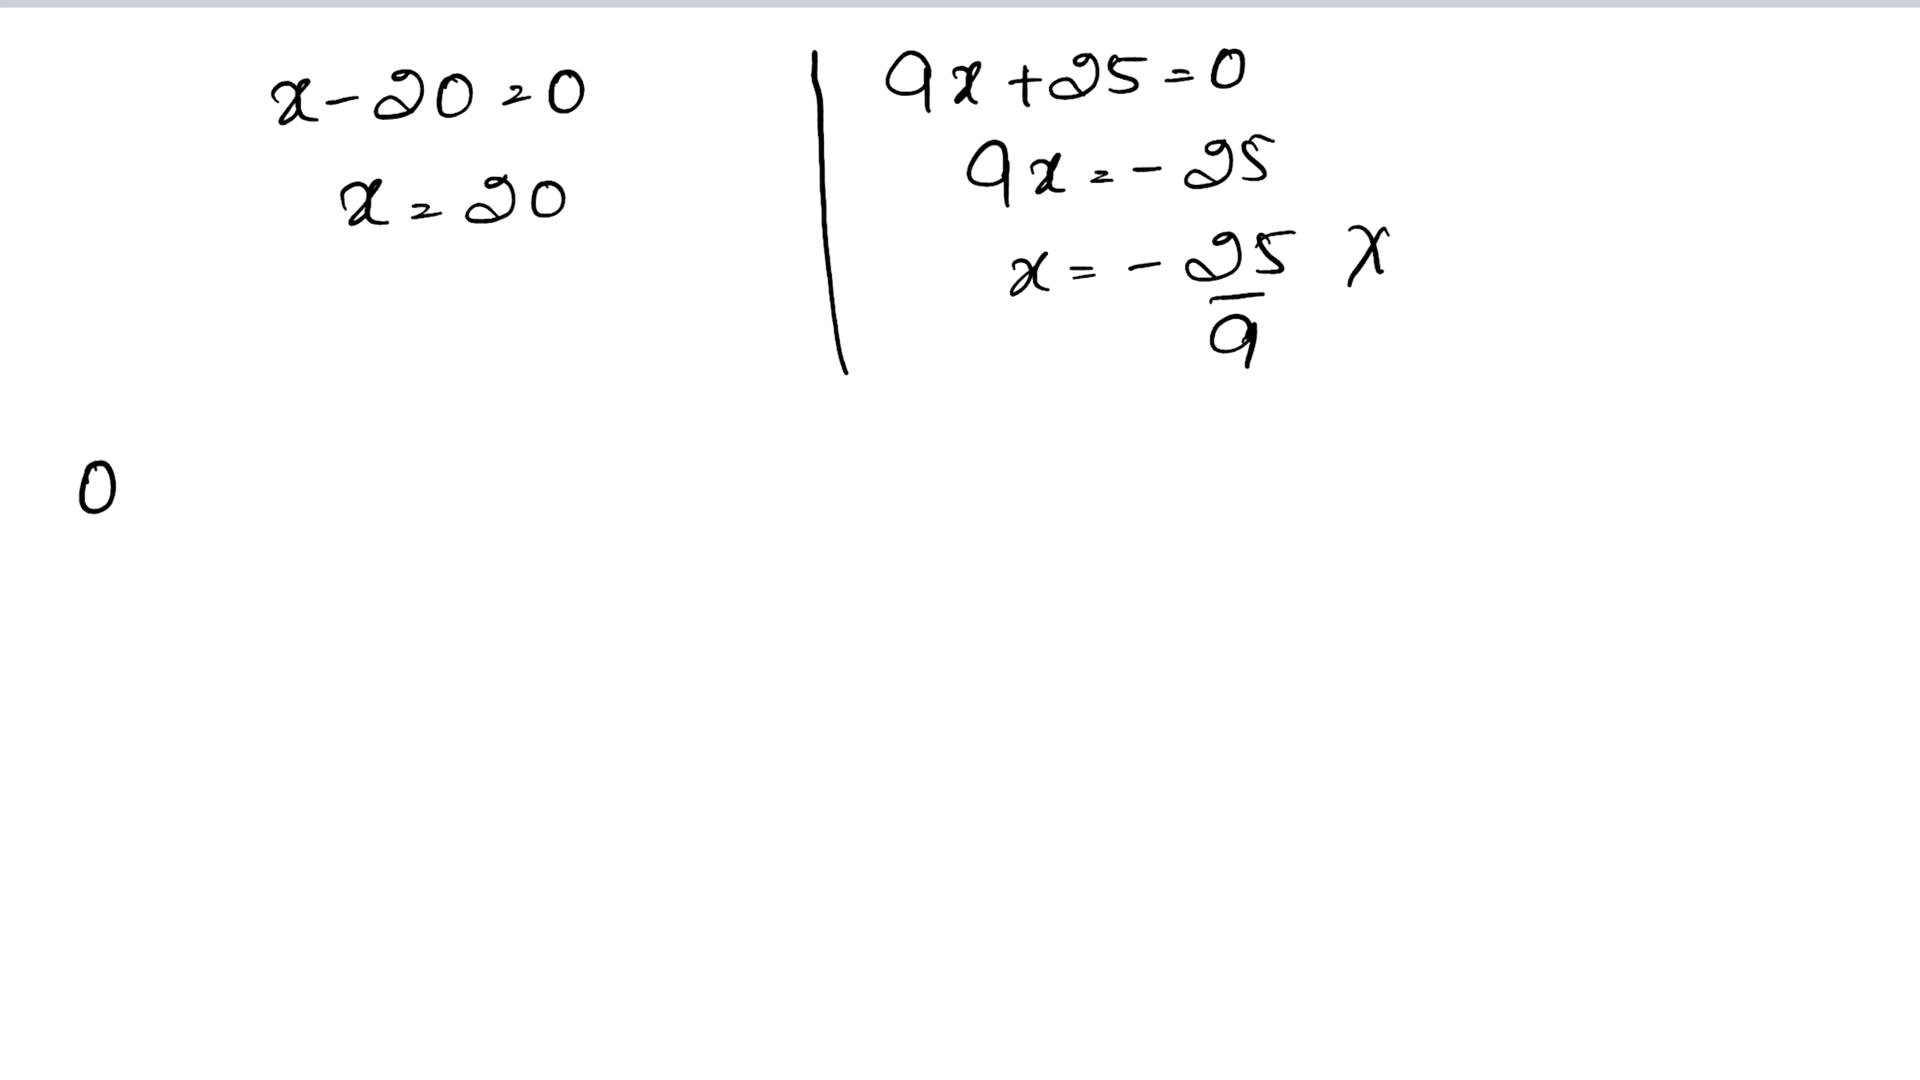 x - 20 = 0
x = 20
9x + 25 = 0
9x = - 25
x = - 25/9 x
0